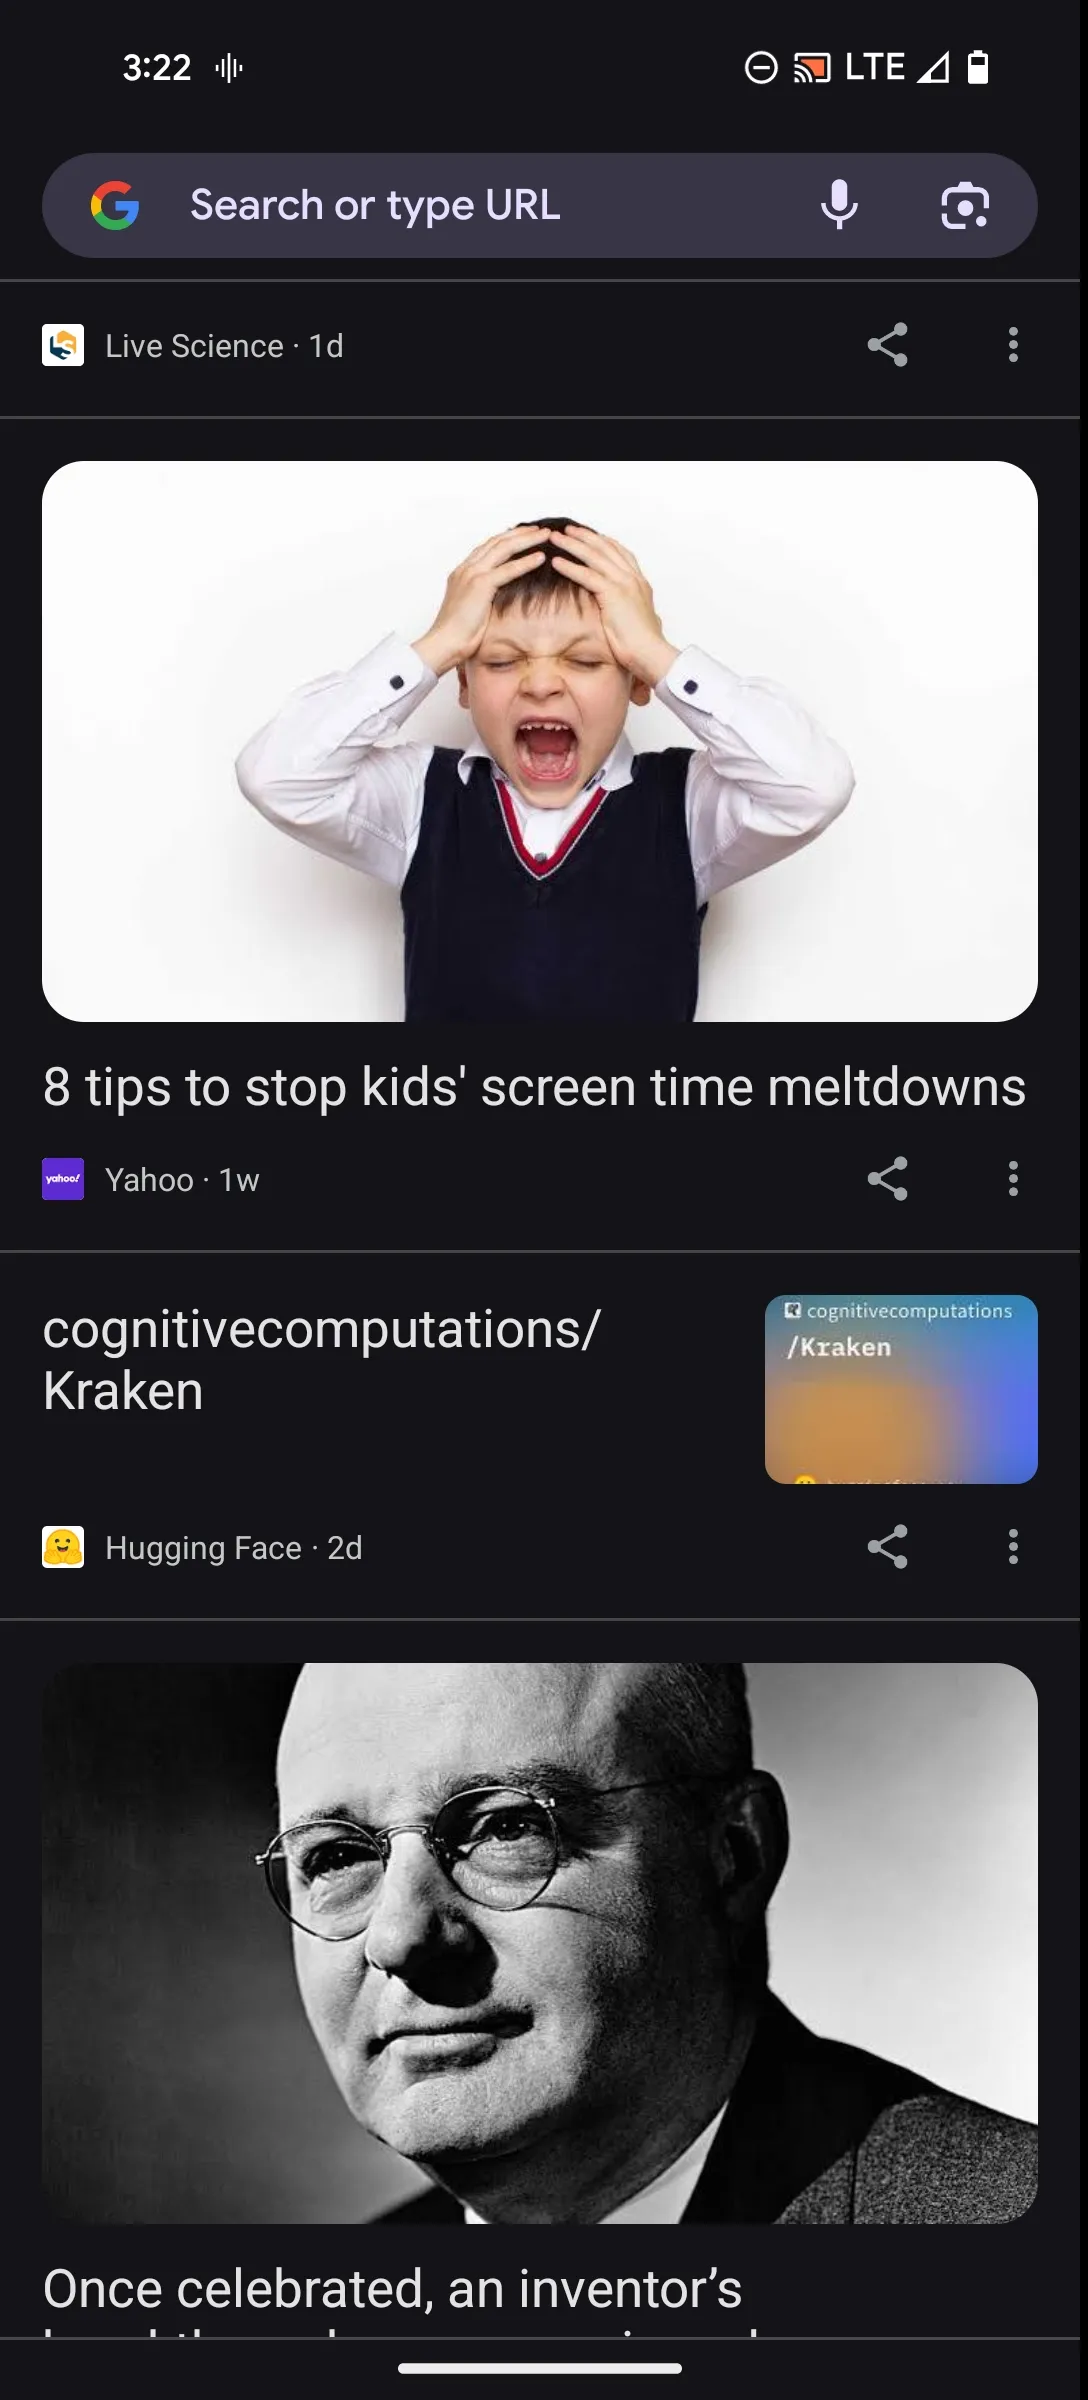 3:22
LTE
Search or type URL
Live Science · 1d
8 tips to stop kids' screen time meltdowns
yahoo!
Yahoo · 1w
cognitivecomputations/
Kraken
cognitivecomputations
/Kraken
Hugging Face · 2d
Once celebrated, an inventor’s